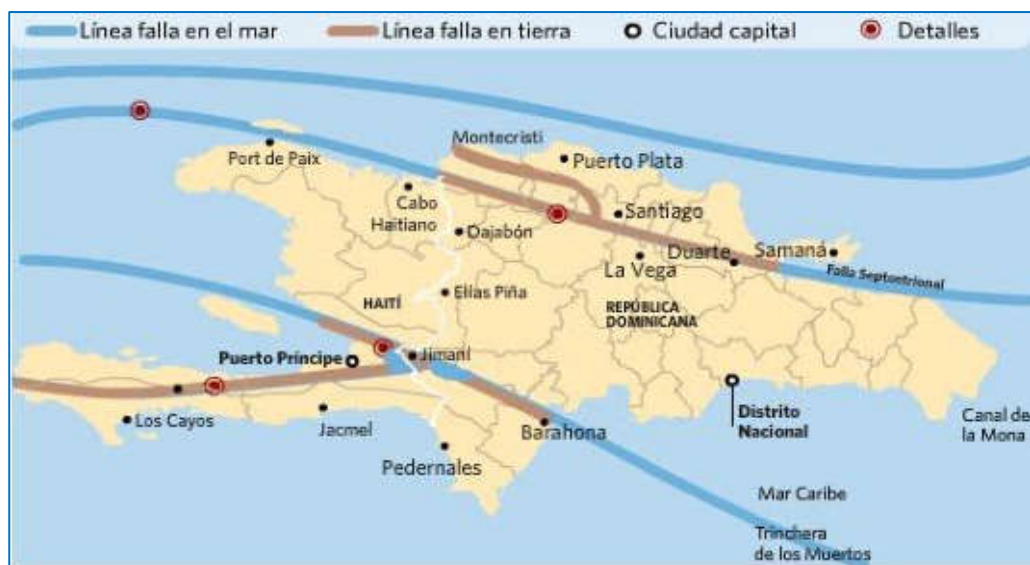 Línea falla en el mar
Línea falla en tierra
Ciudad capital
Detalles
Montecristi
Port de Paix
Puerto Plata
Cabo
Haitiano
Santiago
Dajabón
Duarte
Samaná
La Vega
Falla Septentrional
Elías Piña
HAITÍ
REPÚBLICA
DOMINICANA
Puerto Príncipe
Jimaní
Los Cayos
Jacmel
Barahona
Distrito
Nacional
Canal de
la Mona
Pedernales
Mar Caribe
Trinchera
de los Muertos